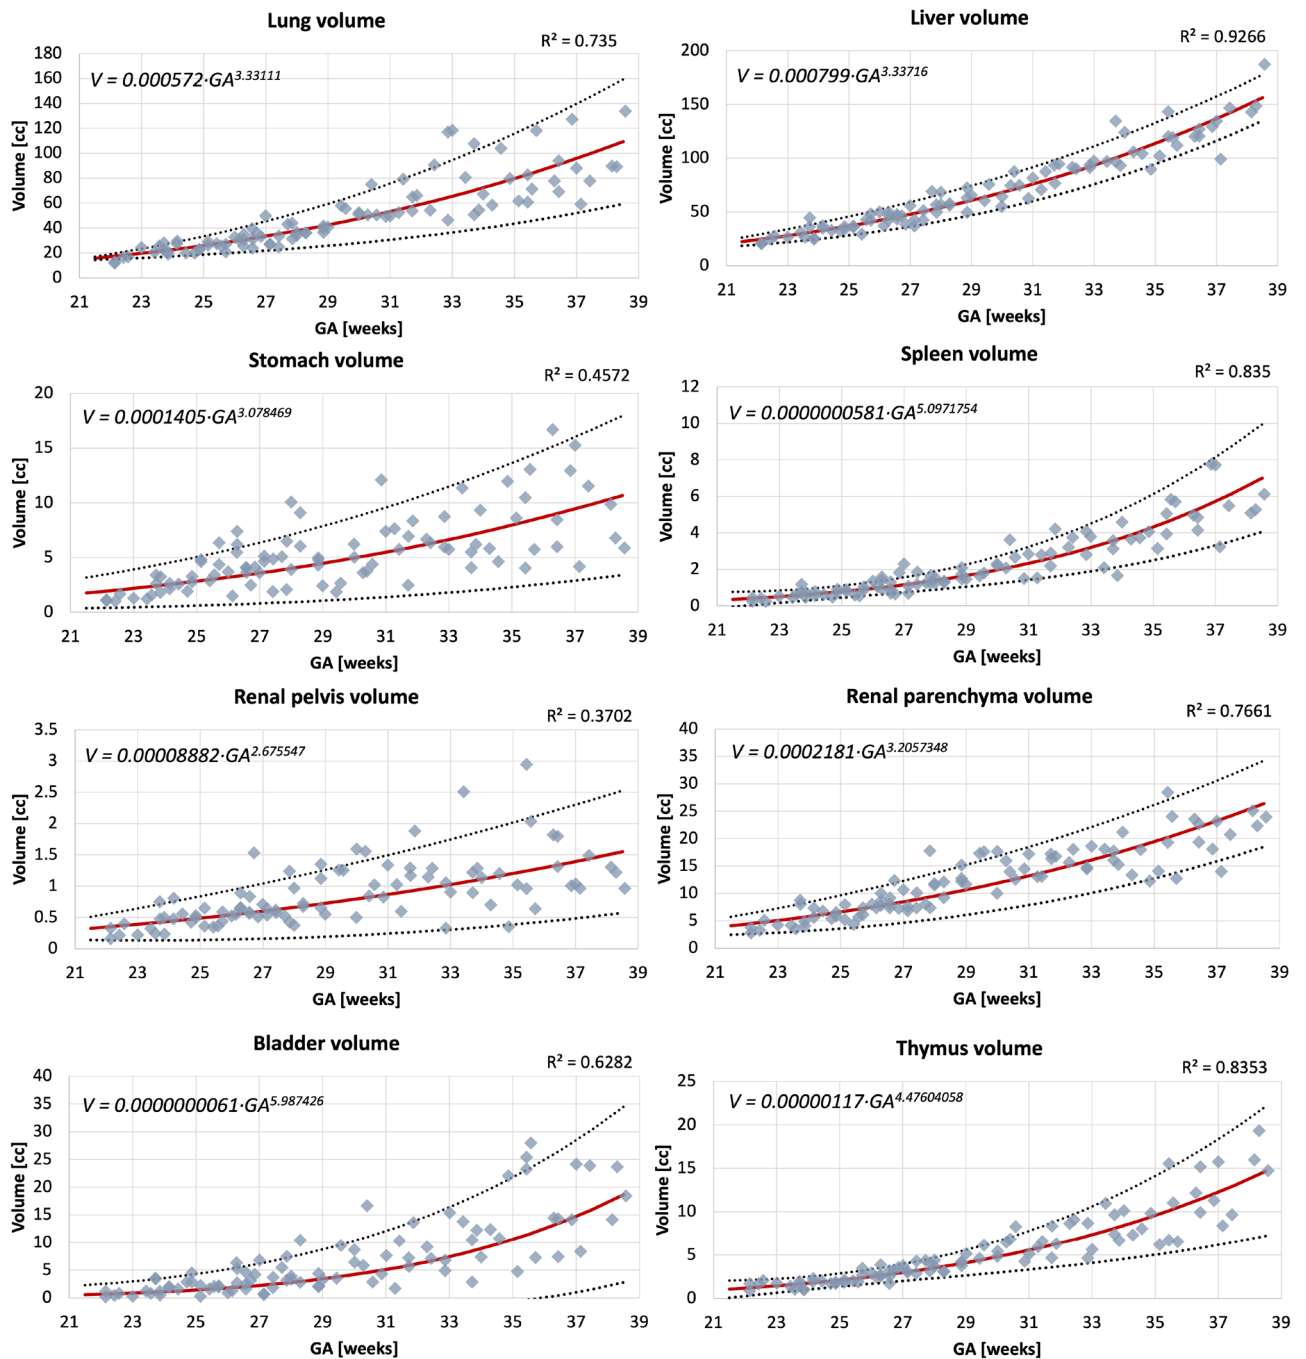 Lung volume
R² = 0.735
V = 0.000572·GA^3.33111
Volume [cc]
180
160
140
120
100
80
60
40
20
0
21 23 25 27 29 31 33 35 37 39
GA [weeks]
Liver volume
R² = 0.9266
V = 0.000799·GA^3.33716
Volume [cc]
200
150
100
50
0
21 23 25 27 29 31 33 35 37 39
GA [weeks]
Stomach volume
R² = 0.4572
V = 0.0001405·GA^3.078469
Volume [cc]
20
15
10
5
0
21 23 25 27 29 31 33 35 37 39
GA [weeks]
Spleen volume
R² = 0.835
V = 0.0000000581·GA^5.0971754
Volume [cc]
12
10
8
6
4
2
0
21 23 25 27 29 31 33 35 37 39
GA [weeks]
Renal pelvis volume
R² = 0.3702
V = 0.00008882·GA^2.675547
Volume [cc]
3.5
3
2.5
2
1.5
1
0.5
0
21 23 25 27 29 31 33 35 37 39
GA [weeks]
Renal parenchyma volume
R² = 0.7661
V = 0.0002181·GA^3.2057348
Volume [cc]
40
35
30
25
20
15
10
5
0
21 23 25 27 29 31 33 35 37 39
GA [weeks]
Bladder volume
R² = 0.6282
V = 0.0000000061·GA^5.987426
Volume [cc]
40
35
30
25
20
15
10
5
0
21 23 25 27 29 31 33 35 37 39
GA [weeks]
Thymus volume
R² = 0.8353
V = 0.00000117·GA^4.47604058
Volume [cc]
25
20
15
10
5
0
21 23 25 27 29 31 33 35 37 39
GA [weeks]